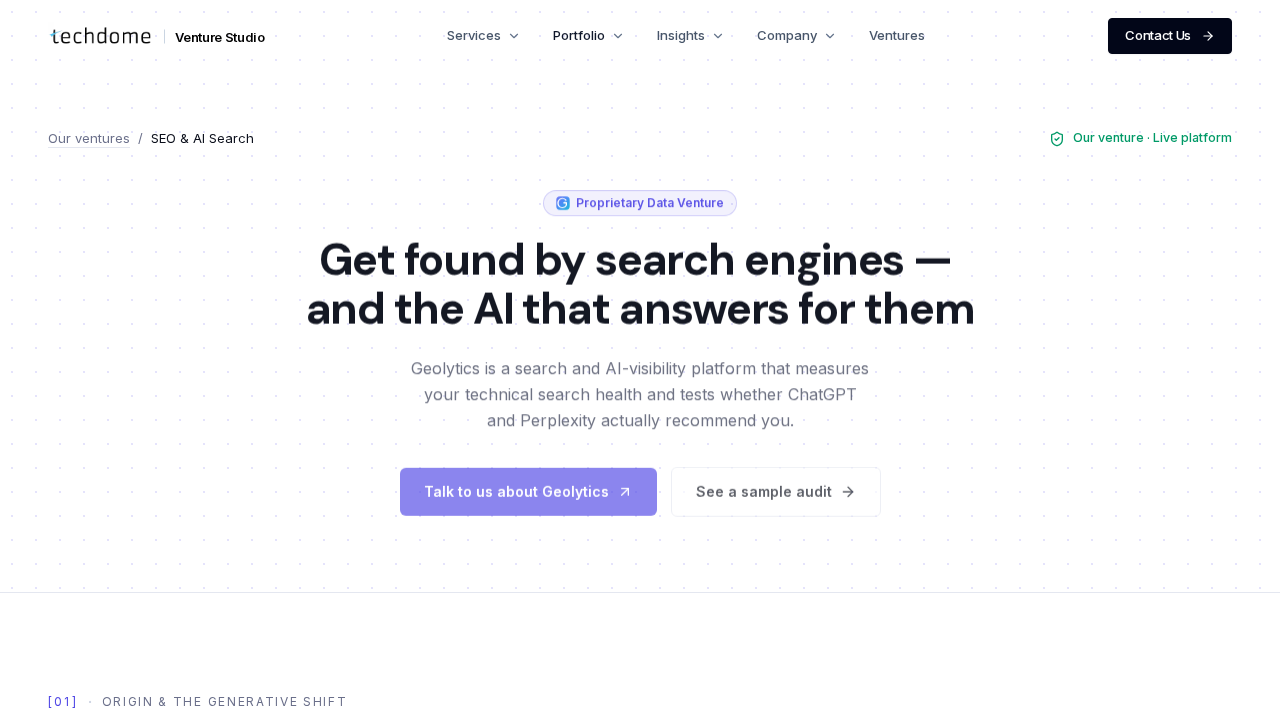 techdome Venture Studio Services Portfolio Insights Company Ventures Contact Us
Our ventures / SEO & AI Search Our venture · Live platform
Proprietary Data Venture
Get found by search engines —
and the AI that answers for them
Geolytics is a search and AI-visibility platform that measures
your technical search health and tests whether ChatGPT
and Perplexity actually recommend you.
Talk to us about Geolytics See a sample audit
[01] · ORIGIN & THE GENERATIVE SHIFT